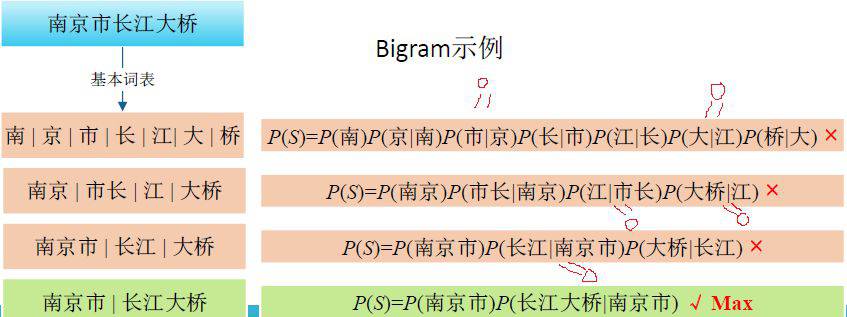 南京市长江大桥
Bigram示例
基本词表
南 | 京 | 市 | 长 | 江| 大 | 桥
P(S)=P(南)P(京|南)P(市|京)P(长|市)P(江|长)P(大|江)P(桥|大) ×
南京 | 市长 | 江 | 大桥
P(S)=P(南京)P(市长|南京)P(江|市长)P(大桥|江) ×
南京市 | 长江 | 大桥
P(S)=P(南京市)P(长江|南京市)P(大桥|长江) ×
南京市 | 长江大桥
P(S)=P(南京市)P(长江大桥|南京市) √ Max